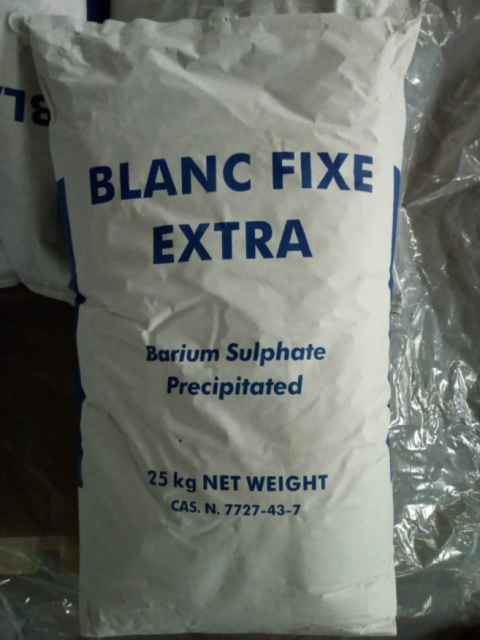 BLANC FIXE
EXTRA
Barium Sulphate
Precipitated
25 kg NET WEIGHT
CAS. N. 7727-43-7